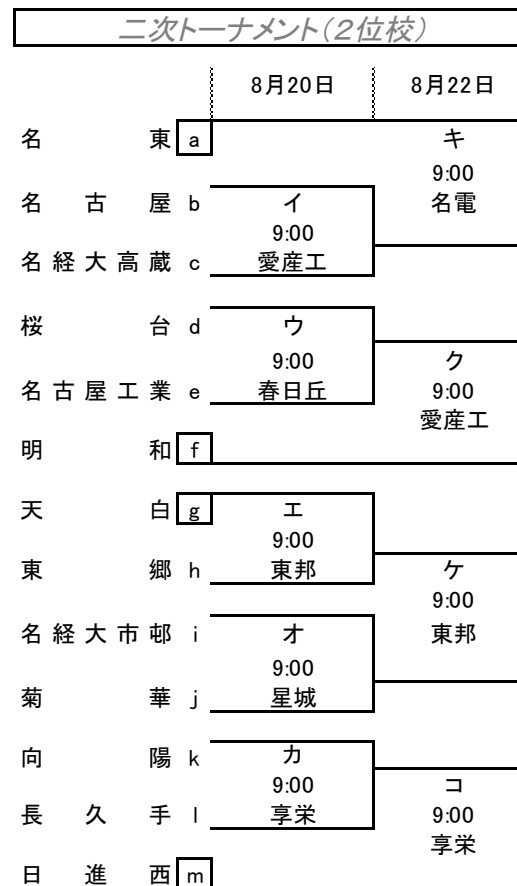 二次トーナメント(2位校)
8月20日 8月22日
名東 a キ
9:00
名古屋 b イ 名電
9:00
名経大高蔵 c 愛産工
桜台 d ウ
9:00 ク
名古屋工業 e 春日丘 9:00
愛産工
明和 f
天白 g エ
9:00
東郷 h 東邦 ケ
9:00
名経大市邨 i オ 東邦
9:00
菊華 j 星城
向陽 k カ
9:00 コ
長久手 l 享栄 9:00
享栄
日進西 m